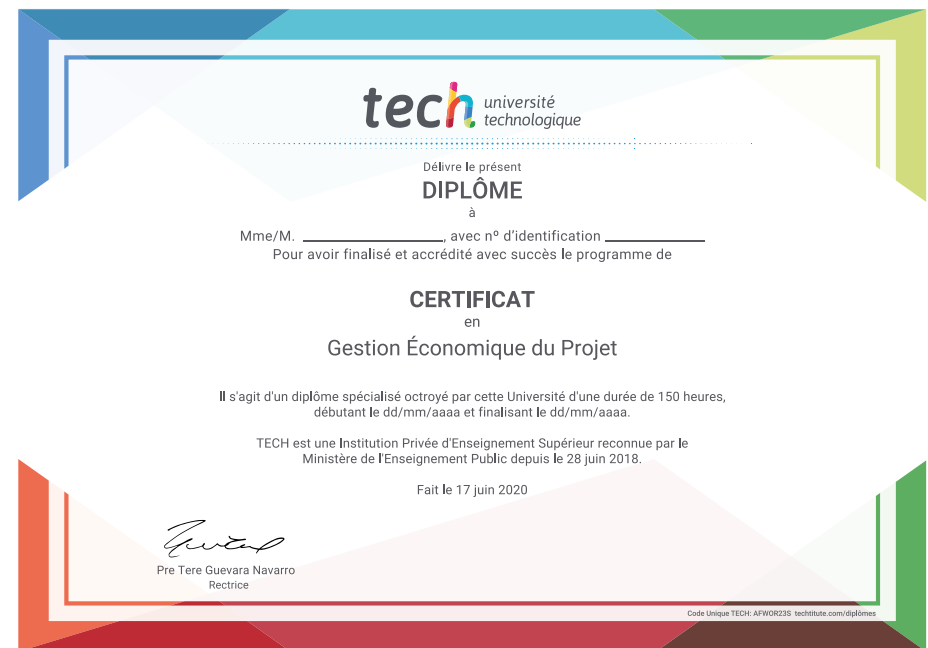 tech université
technologique
Délivre le présent
DIPLÔME
à
Mme/M. ____________________, avec nº d'identification ______________
Pour avoir finalisé et accrédité avec succès le programme de
CERTIFICAT
en
Gestion Économique du Projet
Il s'agit d'un diplôme spécialisé octroyé par cette Université d'une durée de 150 heures,
débutant le dd/mm/aaaa et finalisant le dd/mm/aaaa.
TECH est une Institution Privée d'Enseignement Supérieur reconnue par le
Ministère de l'Enseignement Public depuis le 28 juin 2018.
Fait le 17 juin 2020
Pre Tere Guevara Navarro
Rectrice
Code Unique TECH: AFWOR23S techtitute.com/diplômes